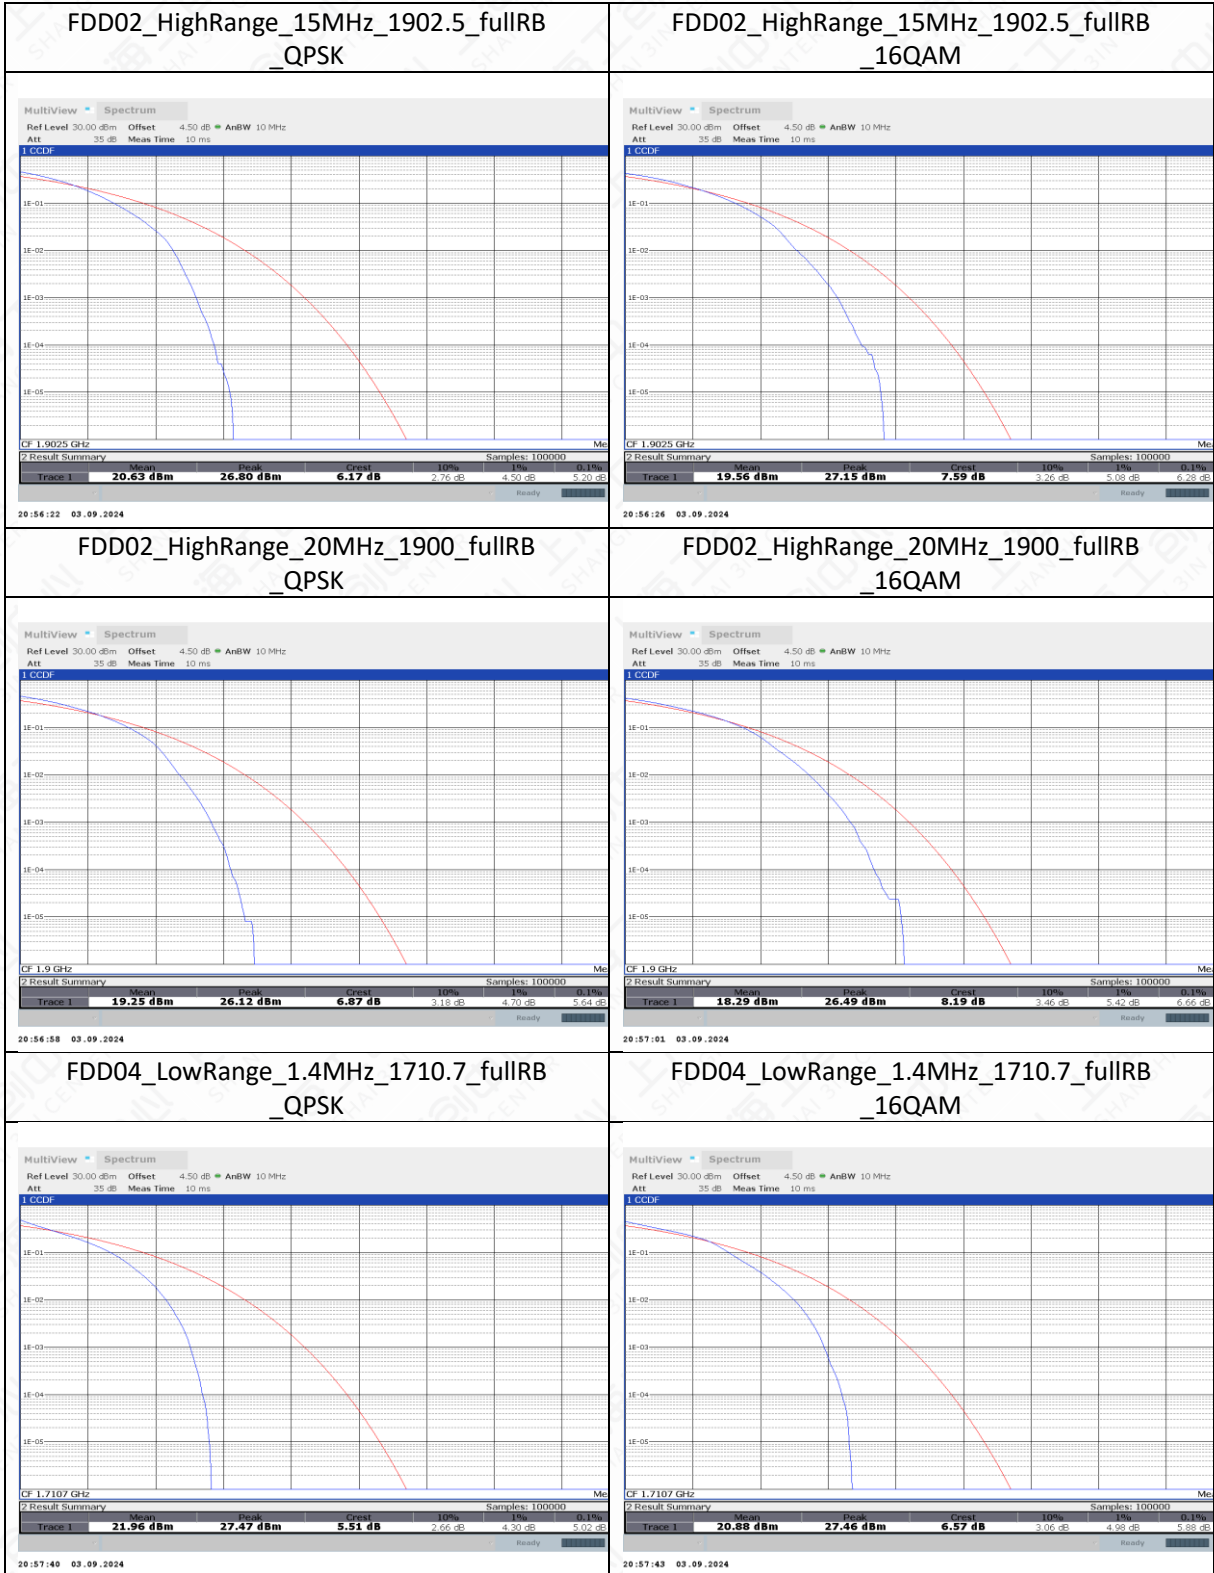 FDD02_HighRange_15MHz_1902.5_fullRB
_QPSK
MultiView Spectrum
Ref Level 30.00 dBm Offset 4.50 dB AnBW 10 MHz
Att 35 dB Meas Time 10 ms
1 CCDF
1E-01
1E-02
1E-03
1E-04
1E-05
CF 1.9025 GHz Me
2 Result Summary Samples: 100000
Mean Peak Crest 10% 1% 0.1%
Trace 1 20.63 dBm 26.80 dBm 6.17 dB 2.76 dB 4.50 dB 5.20 dB
Ready
20:56:22 03.09.2024
FDD02_HighRange_15MHz_1902.5_fullRB
_16QAM
MultiView Spectrum
Ref Level 30.00 dBm Offset 4.50 dB AnBW 10 MHz
Att 35 dB Meas Time 10 ms
1 CCDF
1E-01
1E-02
1E-03
1E-04
1E-05
CF 1.9025 GHz Me
2 Result Summary Samples: 100000
Mean Peak Crest 10% 1% 0.1%
Trace 1 19.56 dBm 27.15 dBm 7.59 dB 3.26 dB 5.08 dB 6.28 dB
Ready
20:56:26 03.09.2024
FDD02_HighRange_20MHz_1900_fullRB
_QPSK
MultiView Spectrum
Ref Level 30.00 dBm Offset 4.50 dB AnBW 10 MHz
Att 35 dB Meas Time 10 ms
1 CCDF
1E-01
1E-02
1E-03
1E-04
1E-05
CF 1.9 GHz Me
2 Result Summary Samples: 100000
Mean Peak Crest 10% 1% 0.1%
Trace 1 19.25 dBm 26.12 dBm 6.87 dB 3.18 dB 4.70 dB 5.64 dB
Ready
20:56:58 03.09.2024
FDD02_HighRange_20MHz_1900_fullRB
_16QAM
MultiView Spectrum
Ref Level 30.00 dBm Offset 4.50 dB AnBW 10 MHz
Att 35 dB Meas Time 10 ms
1 CCDF
1E-01
1E-02
1E-03
1E-04
1E-05
CF 1.9 GHz Me
2 Result Summary Samples: 100000
Mean Peak Crest 10% 1% 0.1%
Trace 1 18.29 dBm 26.49 dBm 8.19 dB 3.46 dB 5.42 dB 6.66 dB
Ready
20:57:01 03.09.2024
FDD04_LowRange_1.4MHz_1710.7_fullRB
_QPSK
MultiView Spectrum
Ref Level 30.00 dBm Offset 4.50 dB AnBW 10 MHz
Att 35 dB Meas Time 10 ms
1 CCDF
1E-01
1E-02
1E-03
1E-04
1E-05
CF 1.7107 GHz Me
2 Result Summary Samples: 100000
Mean Peak Crest 10% 1% 0.1%
Trace 1 21.96 dBm 27.47 dBm 5.51 dB 2.66 dB 4.30 dB 5.02 dB
Ready
20:57:40 03.09.2024
FDD04_LowRange_1.4MHz_1710.7_fullRB
_16QAM
MultiView Spectrum
Ref Level 30.00 dBm Offset 4.50 dB AnBW 10 MHz
Att 35 dB Meas Time 10 ms
1 CCDF
1E-01
1E-02
1E-03
1E-04
1E-05
CF 1.7107 GHz Me
2 Result Summary Samples: 100000
Mean Peak Crest 10% 1% 0.1%
Trace 1 20.88 dBm 27.46 dBm 6.57 dB 3.06 dB 4.98 dB 5.88 dB
Ready
20:57:43 03.09.2024